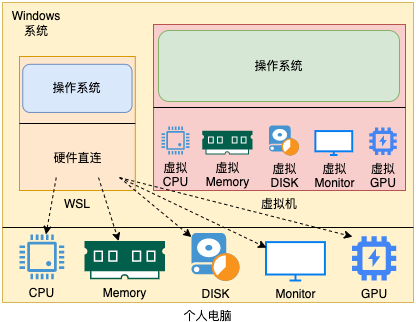 Windows
系统
操作系统
操作系统
硬件直连
虚拟
CPU
虚拟
Memory
虚拟
DISK
虚拟
Monitor
虚拟
GPU
WSL
虚拟机
CPU
Memory
DISK
Monitor
GPU
个人电脑